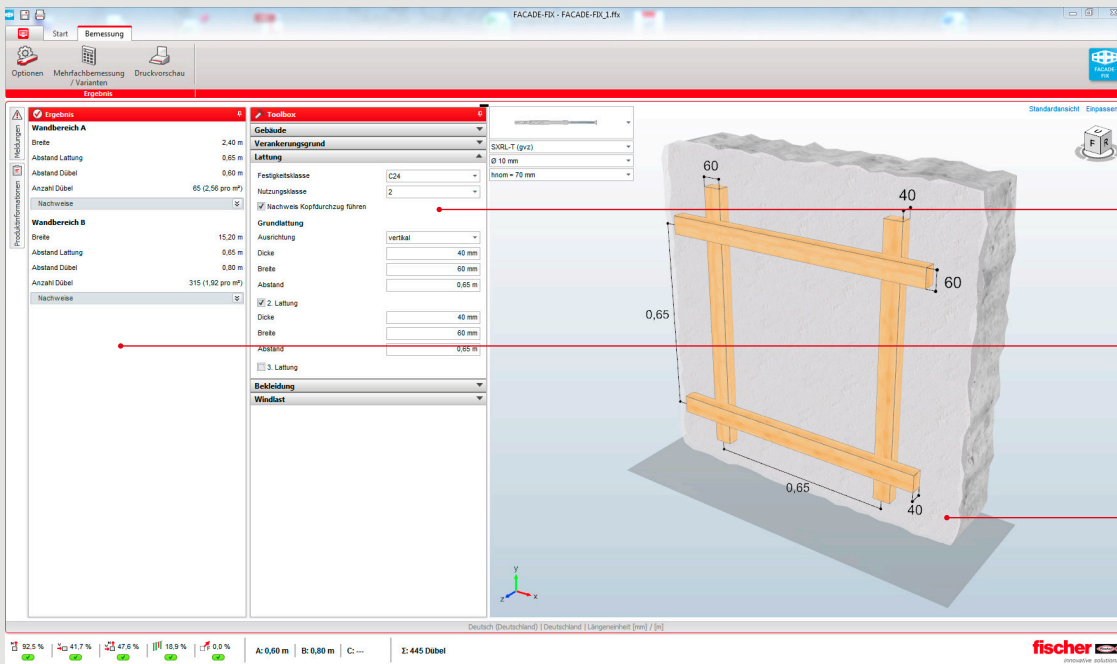 FACADE-FIX - FACADE-FIX_1.ffx
Start
Bemessung
Optionen
Mehrfachbemessung
/ Varianten
Druckvorschau
Ergebnis
FACADE
FIX
Meldungen
Produktinformationen
Ergebnis
Wandbereich A
Breite 2,40 m
Abstand Lattung 0,65 m
Abstand Dübel 0,60 m
Anzahl Dübel 65 (2,56 pro m²)
Nachweise
Wandbereich B
Breite 15,20 m
Abstand Lattung 0,65 m
Abstand Dübel 0,80 m
Anzahl Dübel 315 (1,92 pro m²)
Nachweise
Toolbox
Gebäude
Verankerungsgrund
Lattung
Festigkeitsklasse C24
Nutzungsklasse 2
Nachweis Kopfdurchzug führen
Grundlattung
Ausrichtung vertikal
Dicke 40 mm
Breite 60 mm
Abstand 0,65 m
2. Lattung
Dicke 40 mm
Breite 60 mm
Abstand 0,65 m
3. Lattung
Bekleidung
Windlast
SXRL-T (gvz)
Ø 10 mm
hnom = 70 mm
Standardansicht Einpassen
F R
60
40
60
0,65
0,65
40
y
z
x
Deutsch (Deutschland) | Deutschland | Längeneinheit [mm] / [m]
92,5 % 41,7 % 47,6 % 18,9 % 0,0 % A: 0,60 m B: 0,80 m C: --- Σ: 445 Dübel
fischer
innovative solutions